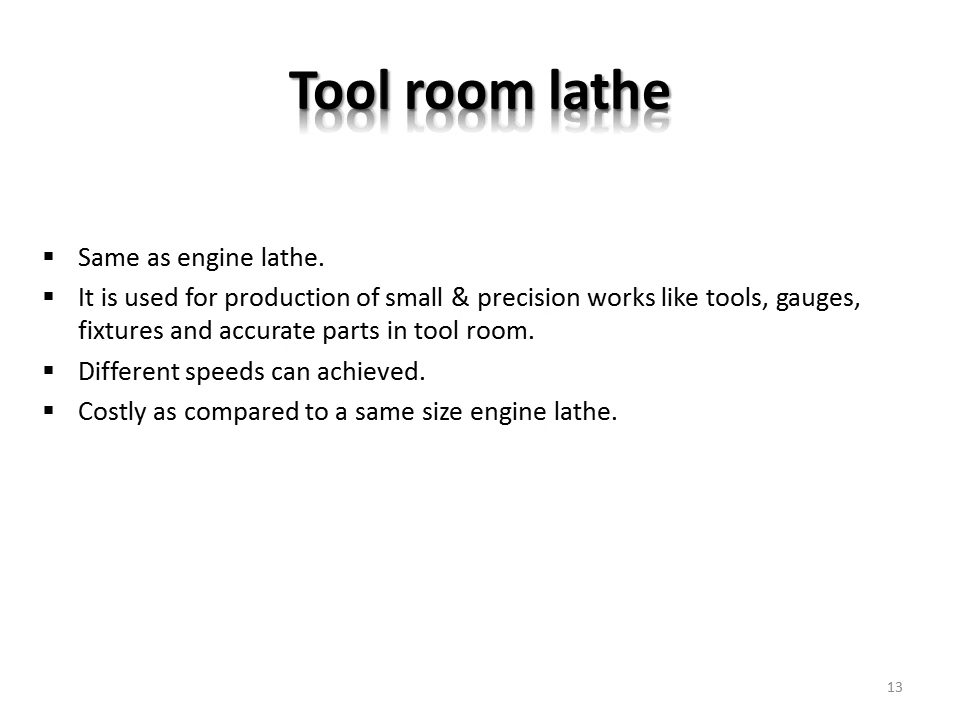 Tool room lathe
▪ Same as engine lathe.
▪ It is used for production of small & precision works like tools, gauges,
fixtures and accurate parts in tool room.
▪ Different speeds can achieved.
▪ Costly as compared to a same size engine lathe.
13